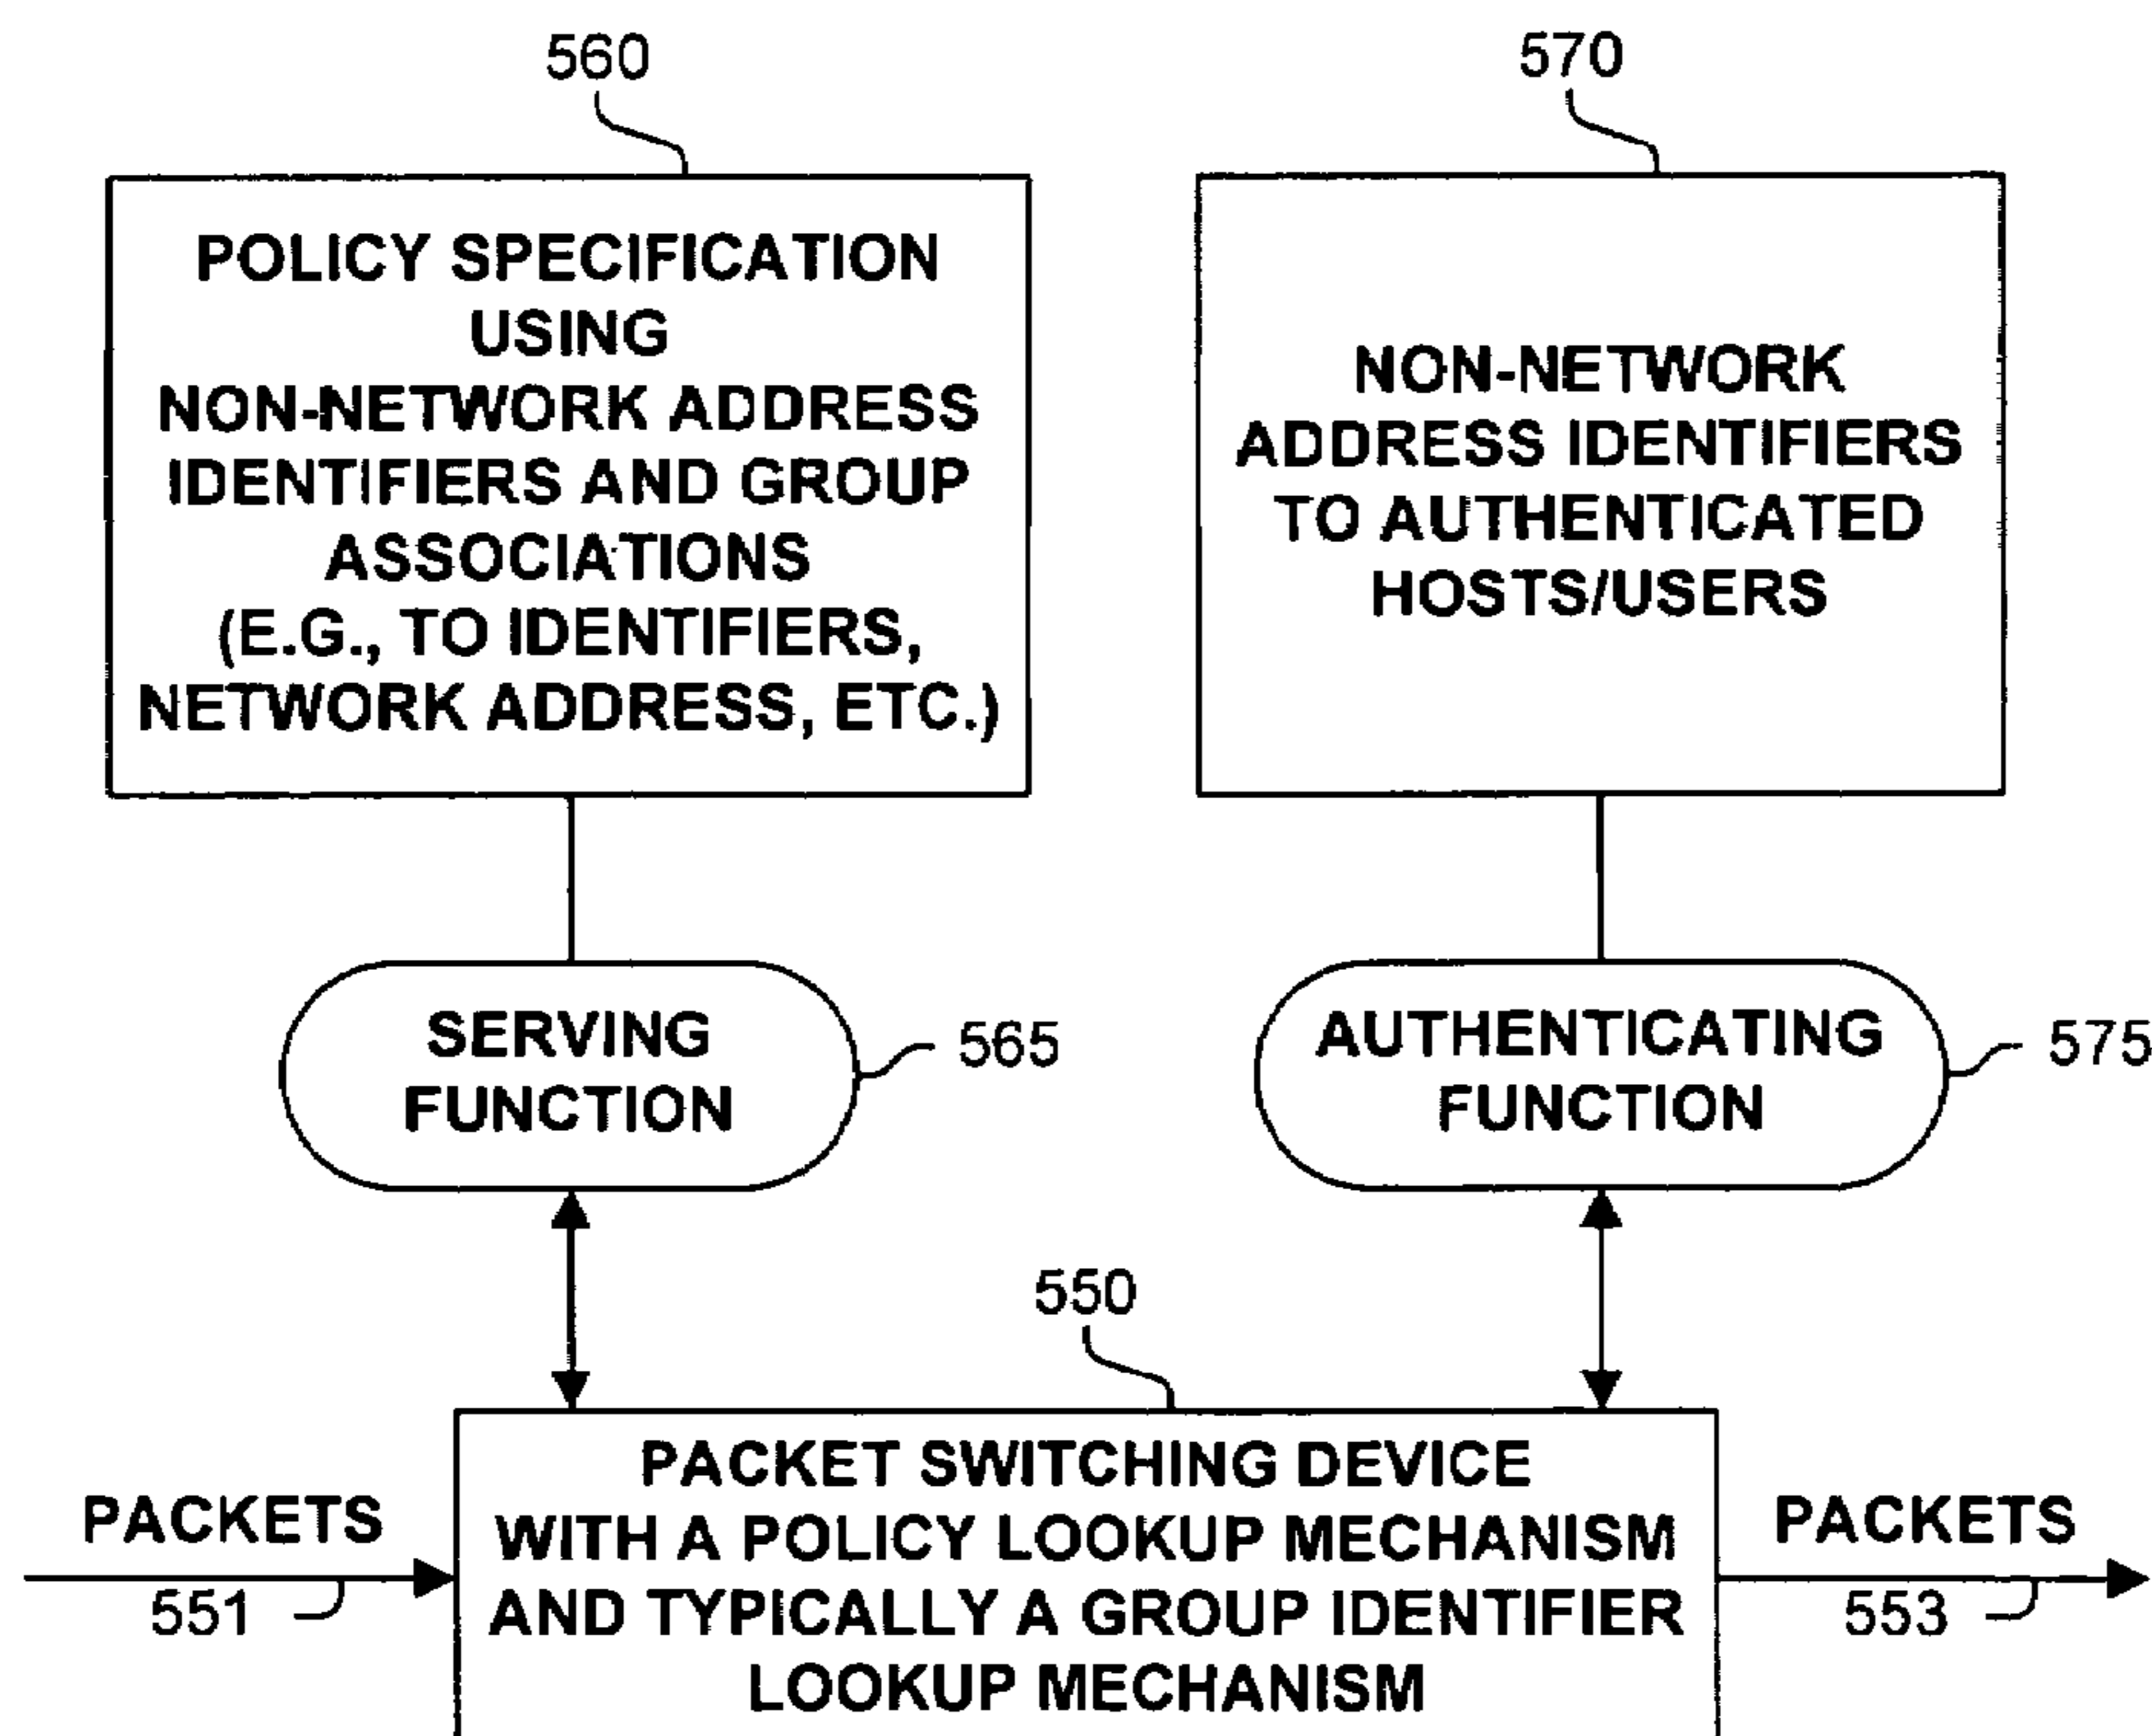 560
570
POLICY SPECIFICATION
USING
NON-NETWORK ADDRESS
IDENTIFIERS AND GROUP
ASSOCIATIONS
(E.G., TO IDENTIFIERS,
NETWORK ADDRESS, ETC.)
NON-NETWORK
ADDRESS IDENTIFIERS
TO AUTHENTICATED
HOSTS/USERS
SERVING
FUNCTION
565
AUTHENTICATING
FUNCTION
575
550
PACKETS
551
PACKET SWITCHING DEVICE
WITH A POLICY LOOKUP MECHANISM
AND TYPICALLY A GROUP IDENTIFIER
LOOKUP MECHANISM
PACKETS
553